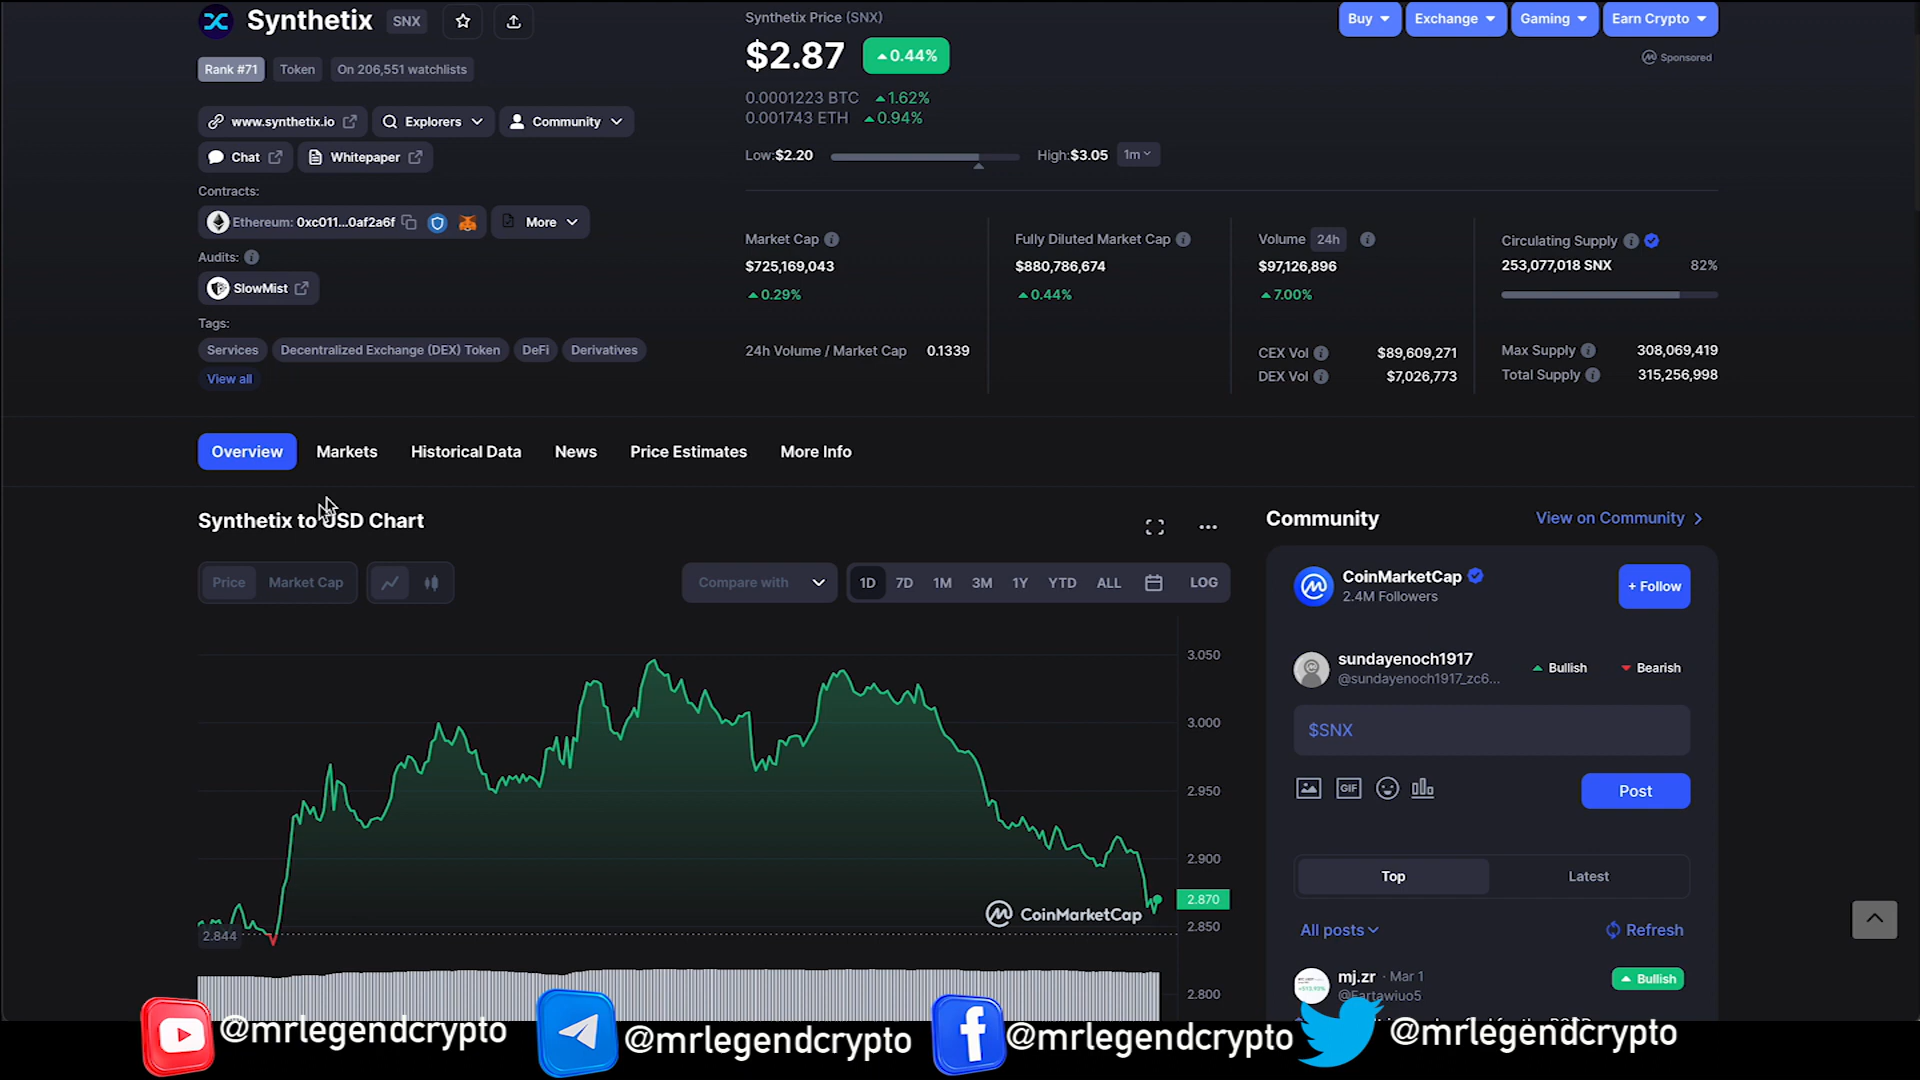 Synthetix SNX
Rank #71 Token On 206,551 watchlists
www.synthetix.io Explorers Community
Chat Whitepaper
Contracts:
Ethereum: 0xc011...0af2a6f More
Audits:
SlowMist
Tags:
Services Decentralized Exchange (DEX) Token DeFi Derivatives
View all
Synthetix Price (SNX)
$2.87 0.44%
0.0001223 BTC 1.62%
0.001743 ETH 0.94%
Low:$2.20 High:$3.05 1m
Buy Exchange Gaming Earn Crypto
Sponsored
Market Cap
$725,169,043
0.29%
24h Volume / Market Cap 0.1339
Fully Diluted Market Cap
$880,786,674
0.44%
Volume 24h
$97,126,896
7.00%
CEX Vol $89,609,271
DEX Vol $7,026,773
Circulating Supply
253,077,018 SNX 82%
Max Supply 308,069,419
Total Supply 315,256,998
Overview Markets Historical Data News Price Estimates More Info
Synthetix to USD Chart
Price Market Cap
Compare with 1D 7D 1M 3M 1Y YTD ALL LOG
3.050
3.000
2.950
2.900
2.870
2.850
2.800
2.844
CoinMarketCap
Community View on Community
CoinMarketCap
2.4M Followers
+ Follow
sundayenoch1917
@sundayenoch1917_zc6...
Bullish Bearish
$SNX
GIF
Post
Top Latest
All posts Refresh
mj.zr · Mar 1
@Eartawiuo5
Bullish
@mrlegendcrypto @mrlegendcrypto @mrlegendcrypto @mrlegendcrypto